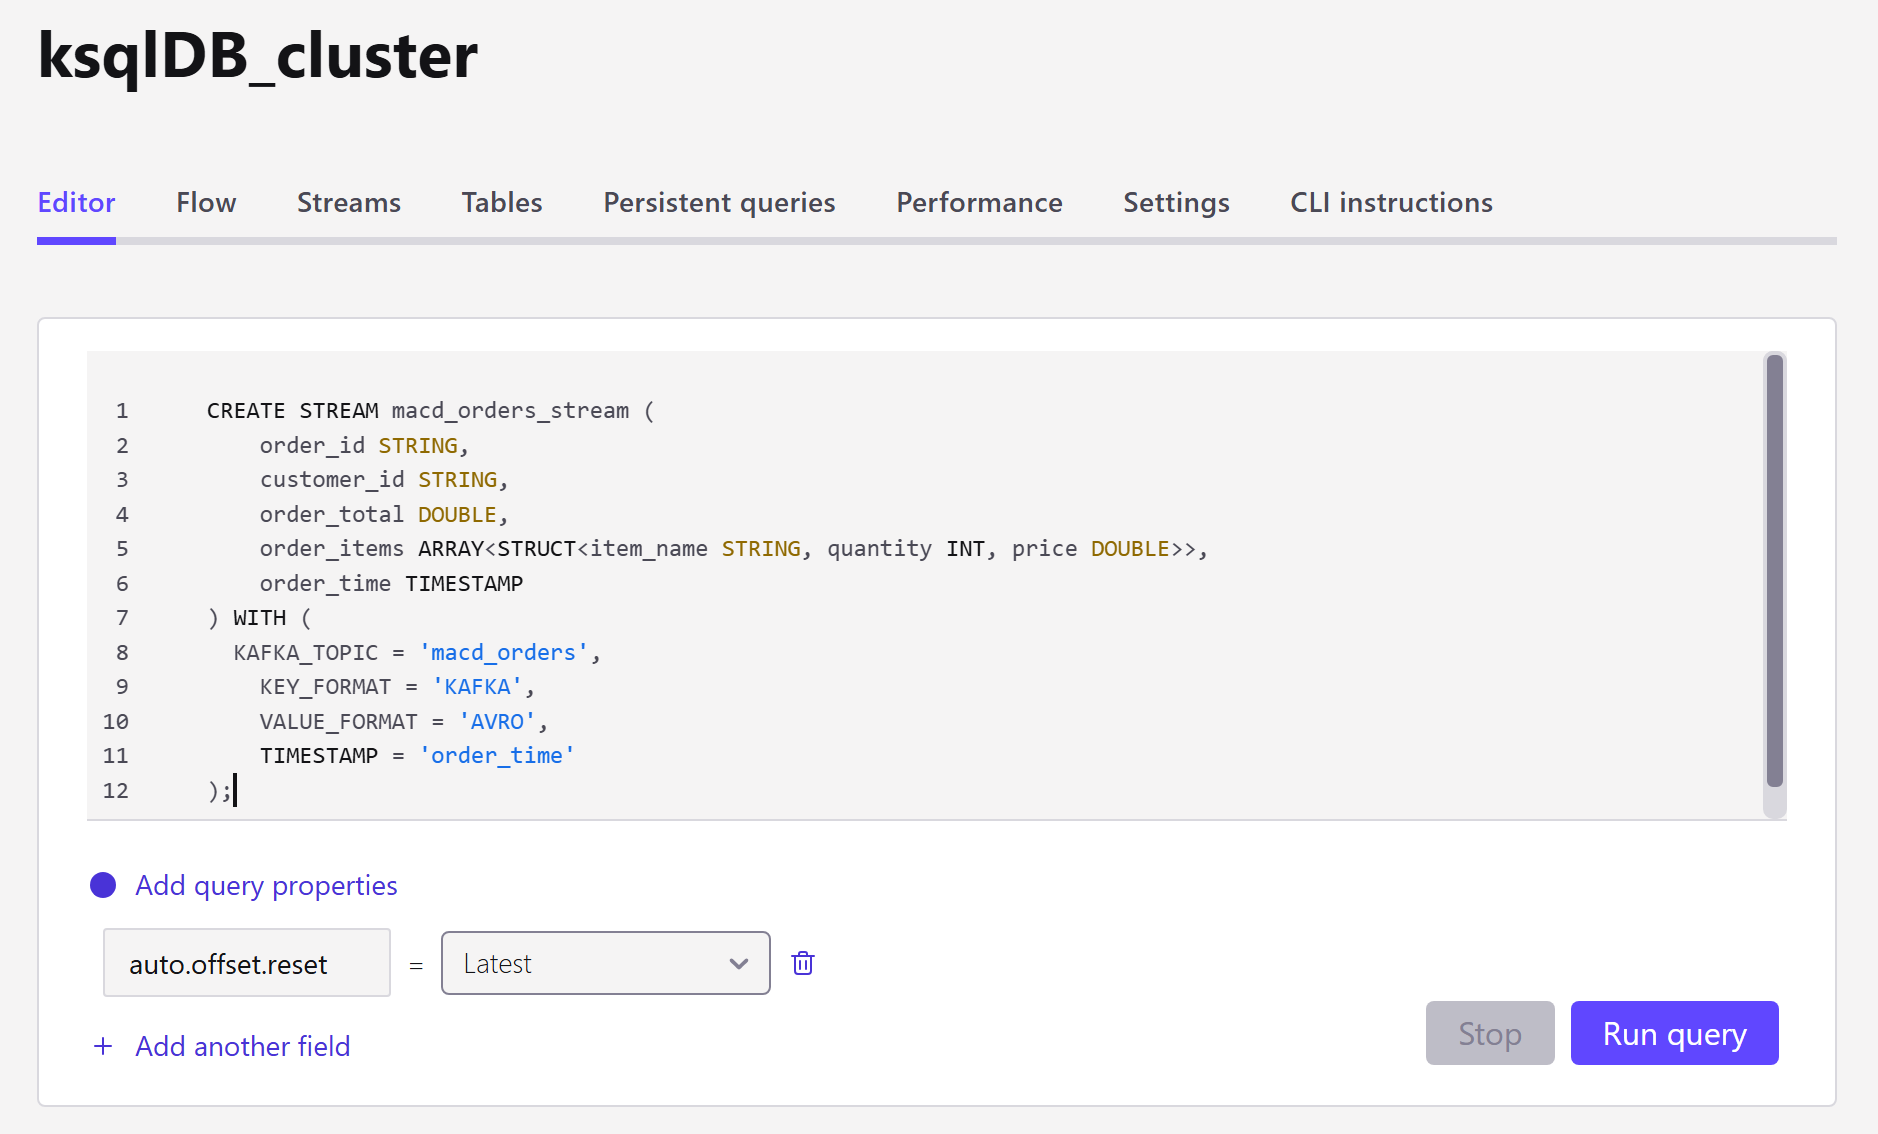 ksqlDB_cluster
Editor Flow Streams Tables Persistent queries Performance Settings CLI instructions
1 CREATE STREAM macd_orders_stream (
2 order_id STRING,
3 customer_id STRING,
4 order_total DOUBLE,
5 order_items ARRAY<STRUCT<item_name STRING, quantity INT, price DOUBLE>>,
6 order_time TIMESTAMP
7 ) WITH (
8 KAFKA_TOPIC = 'macd_orders',
9 KEY_FORMAT = 'KAFKA',
10 VALUE_FORMAT = 'AVRO',
11 TIMESTAMP = 'order_time'
12 );
Add query properties
auto.offset.reset = Latest
+ Add another field
Stop Run query